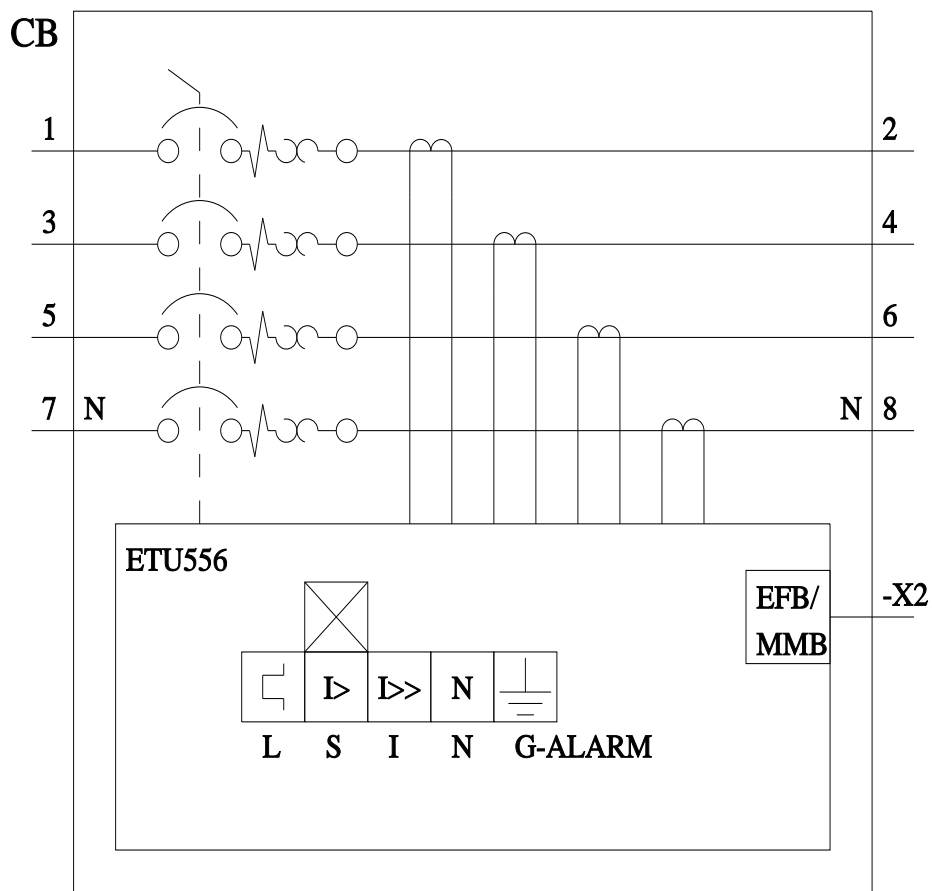 CB
1 2
3 4
5 6
7 N N 8
ETU556
EFB/ -X2
MMB
I> I>> N
L S I N G-ALARM